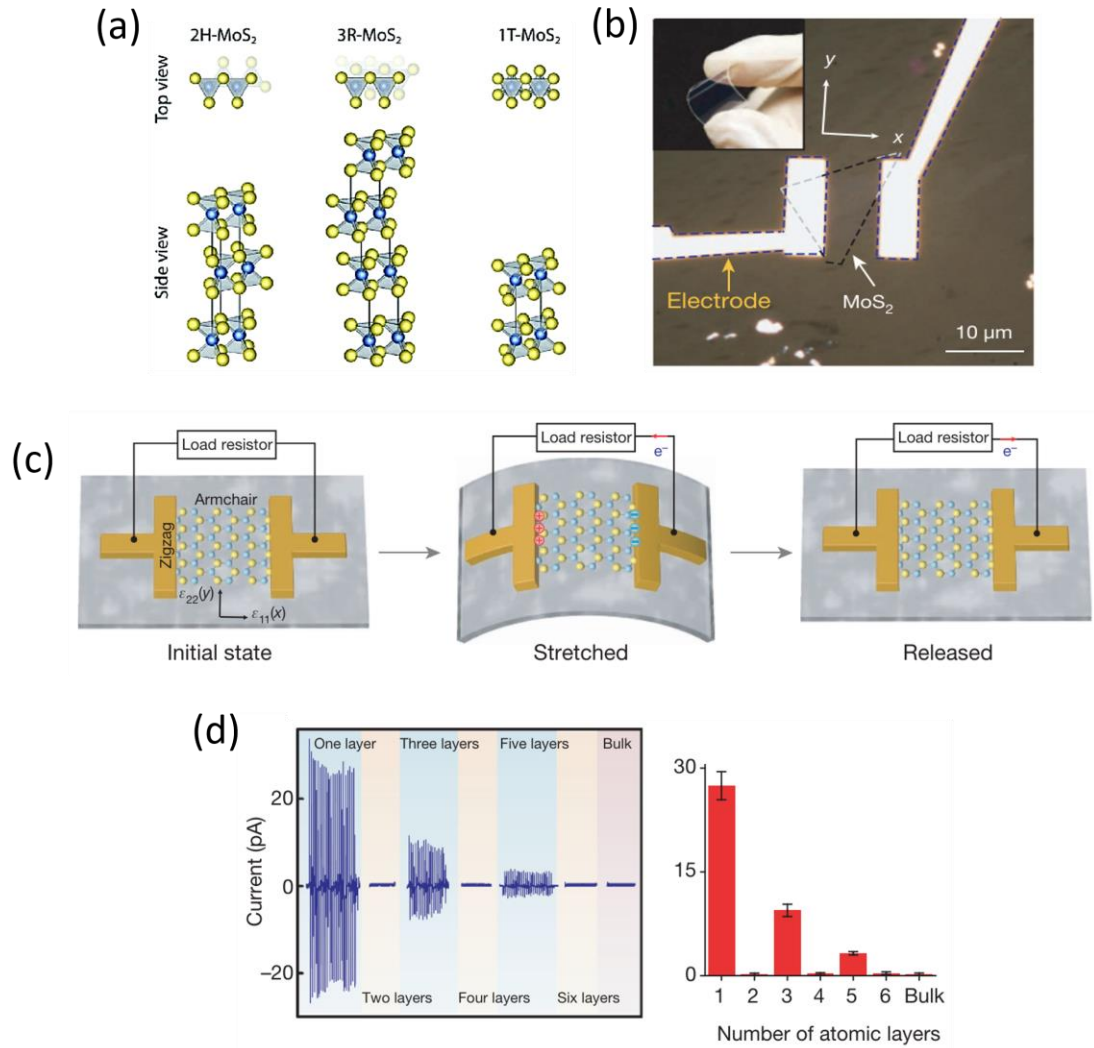 (a)
2H-MoS₂
3R-MoS₂
1T-MoS₂
Top view
Side view
(b)
y
x
Electrode
MoS₂
10 µm
(c)
Load resistor
Armchair
Zigzag
ε₂₂(y)
ε₁₁(x)
Initial state
Load resistor
e⁻
+
+
+
−
−
−
Stretched
Load resistor
e⁻
Released
(d)
One layer
Three layers
Five layers
Bulk
Current (pA)
20
0
−20
Two layers
Four layers
Six layers
30
15
0
1 2 3 4 5 6 Bulk
Number of atomic layers